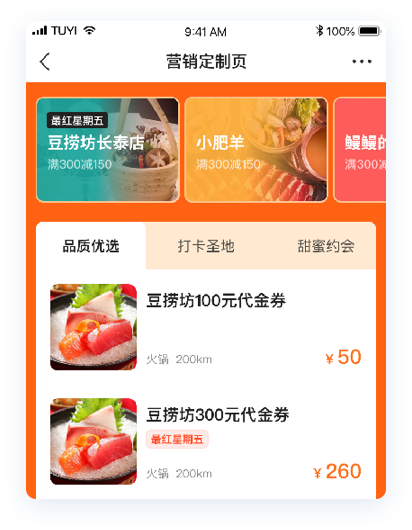 TUYI 9:41 AM 100%
营销定制页
最红星期五
豆捞坊长泰店
满300减150
小肥羊
满300减150
鳗鳗的
满300减
品质优选 打卡圣地 甜蜜约会
豆捞坊100元代金券
火锅 200km ¥ 50
豆捞坊300元代金券
最红星期五
火锅 200km ¥ 260